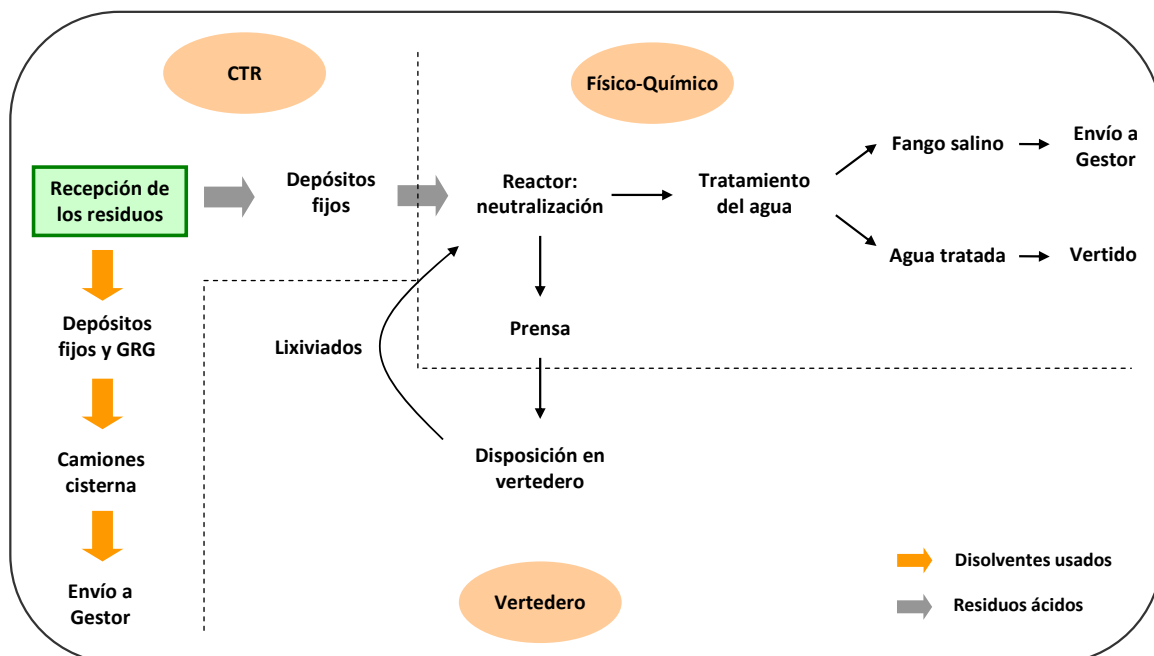 CTR
Físico-Químico
Recepción de
los residuos
Depósitos
fijos
Reactor:
neutralización
Tratamiento
del agua
Fango salino
Envío a
Gestor
Agua tratada
Vertido
Depósitos
fijos y GRG
Lixiviados
Prensa
Camiones
cisterna
Disposición en
vertedero
Envío a
Gestor
Vertedero
Disolventes usados
Residuos ácidos